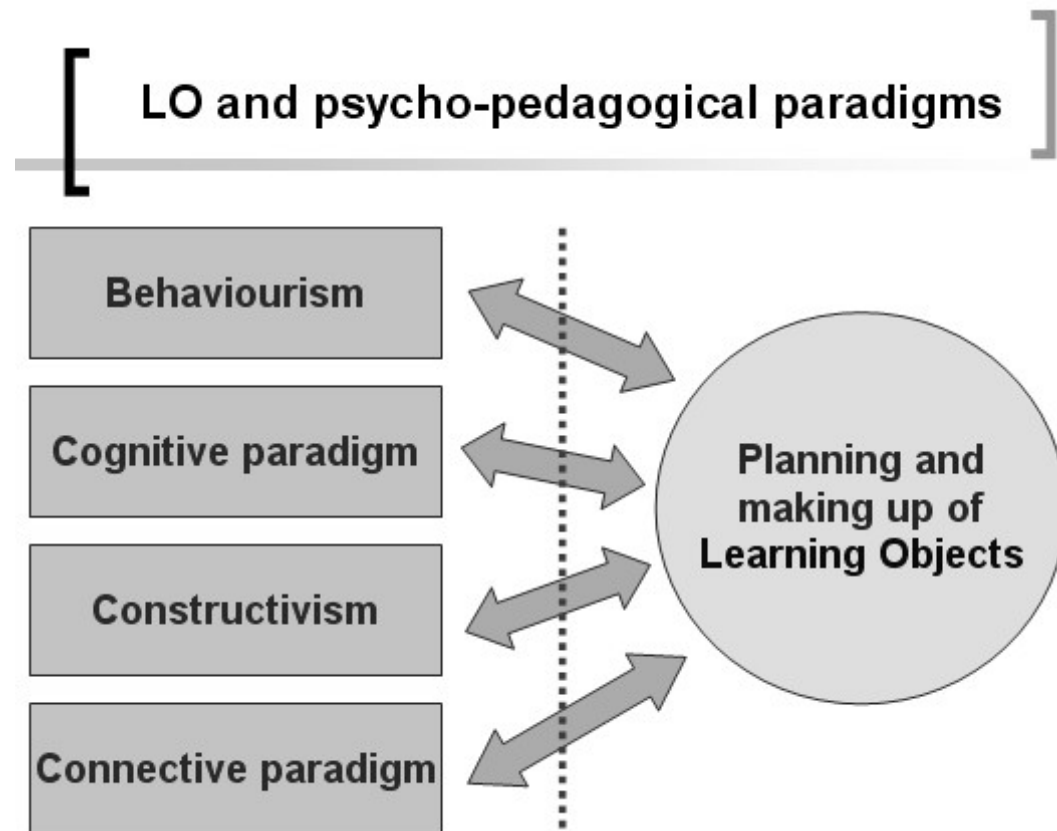 LO and psycho-pedagogical paradigms
Behaviourism
Cognitive paradigm
Constructivism
Connective paradigm
Planning and
making up of
Learning Objects